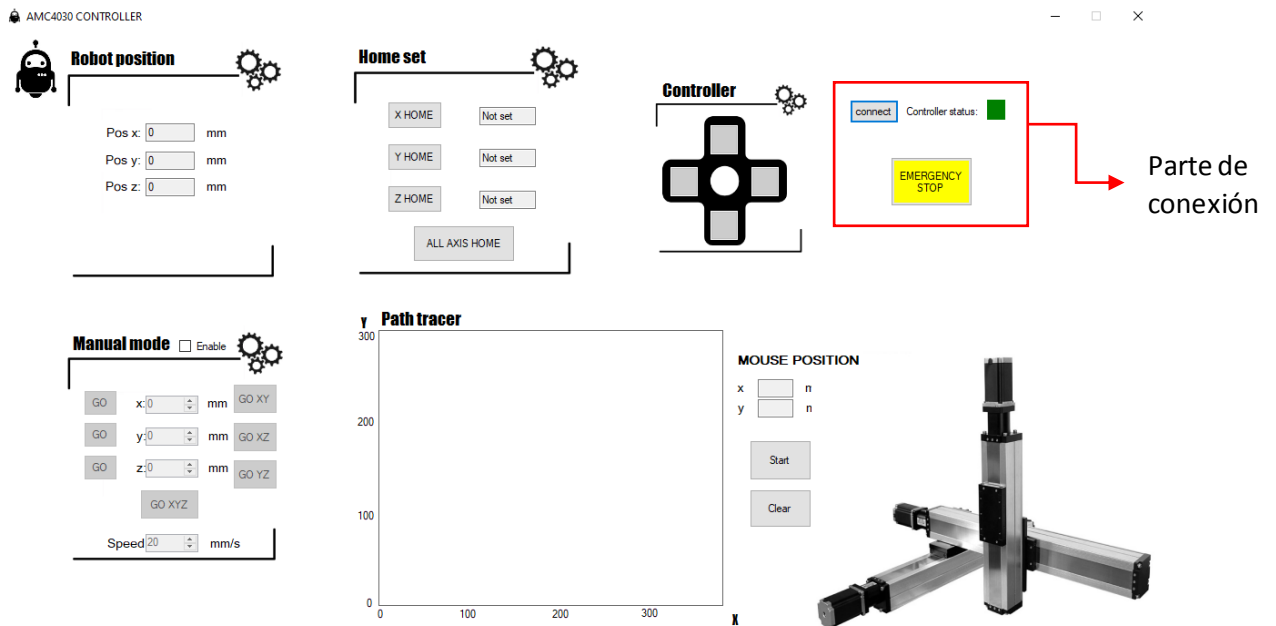 AMC4030 CONTROLLER
Robot position
Pos x: 0 mm
Pos y: 0 mm
Pos z: 0 mm
Home set
X HOME Not set
Y HOME Not set
Z HOME Not set
ALL AXIS HOME
Controller
connect Controller status:
EMERGENCY
STOP
Parte de
conexión
Manual mode Enable
GO x: 0 mm GO XY
GO y: 0 mm GO XZ
GO z: 0 mm GO YZ
GO XYZ
Speed 20 mm/s
Y Path tracer
300
200
100
0
0 100 200 300
X
MOUSE POSITION
x
y
Start
Clear